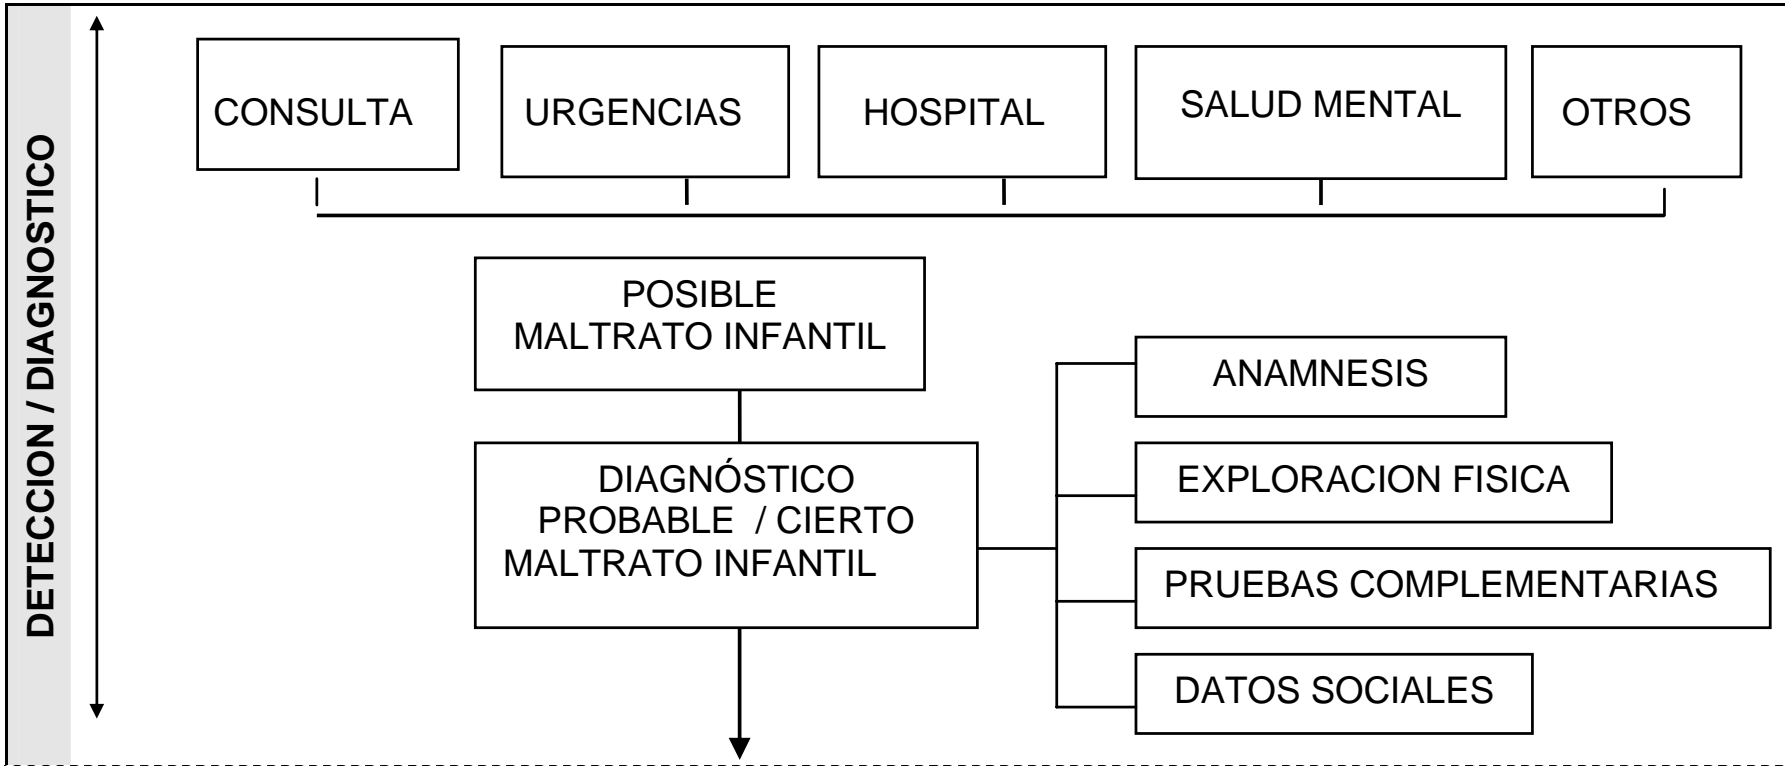 DETECCION / DIAGNOSTICO
CONSULTA
URGENCIAS
HOSPITAL
SALUD MENTAL
OTROS
POSIBLE
MALTRATO INFANTIL
DIAGNÓSTICO
PROBABLE / CIERTO
MALTRATO INFANTIL
ANAMNESIS
EXPLORACION FISICA
PRUEBAS COMPLEMENTARIAS
DATOS SOCIALES